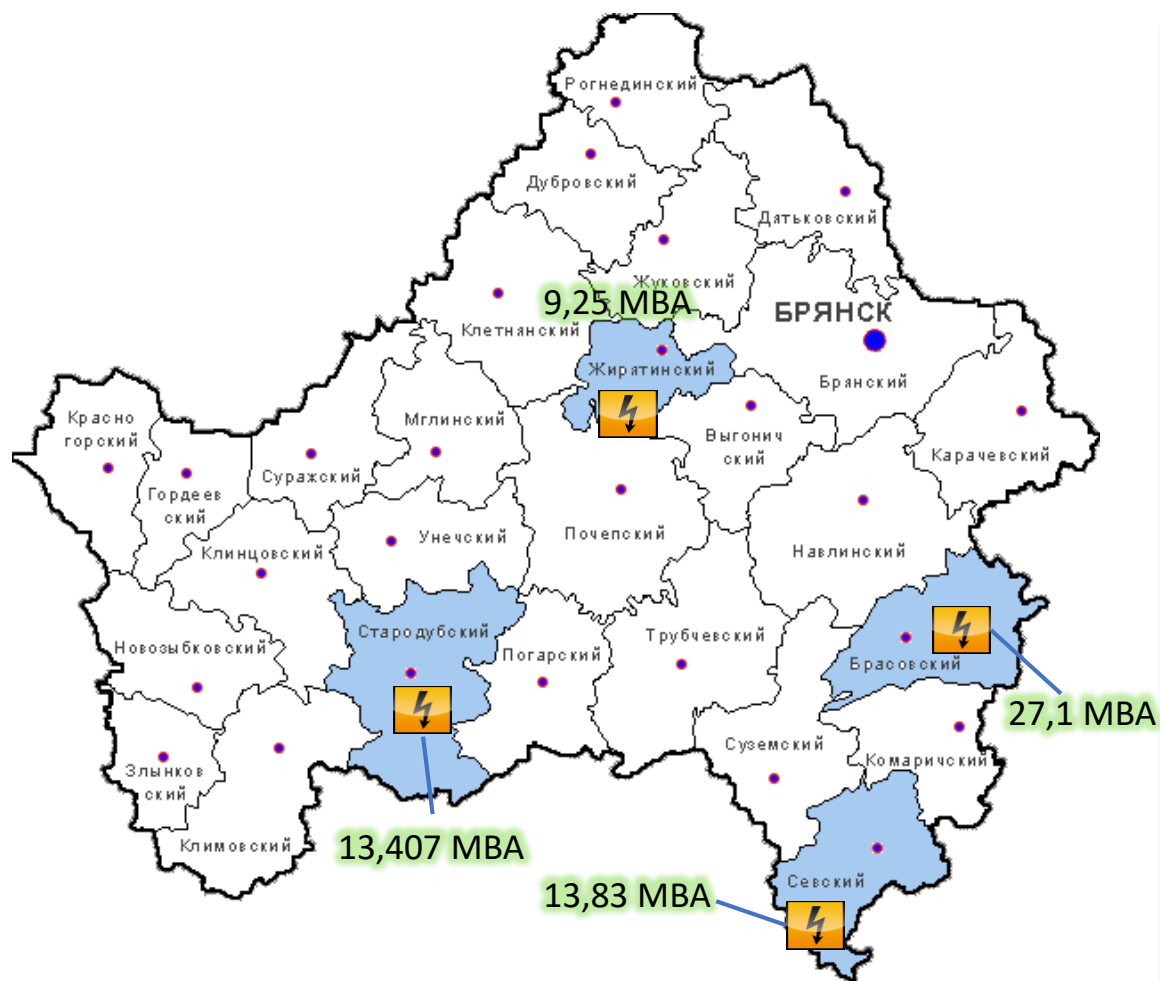 Рогнединский
Дубровский
Дятьковский
Жуковский
9,25 МВА
БРЯНСК
Клетнянский
Жирятинский
Брянский
Красно
горский
Мглинский
Выгонич
ский
Карачевский
Суражский
Гордеев
ский
Унечский
Почепский
Навлинский
Клинцовский
Стародубский
Трубчевский
Новозыбковский
Погарский
Брасовский
27,1 МВА
Суземский
Комаричский
Злынков
ский
Климовский
13,407 МВА
Севский
13,83 МВА